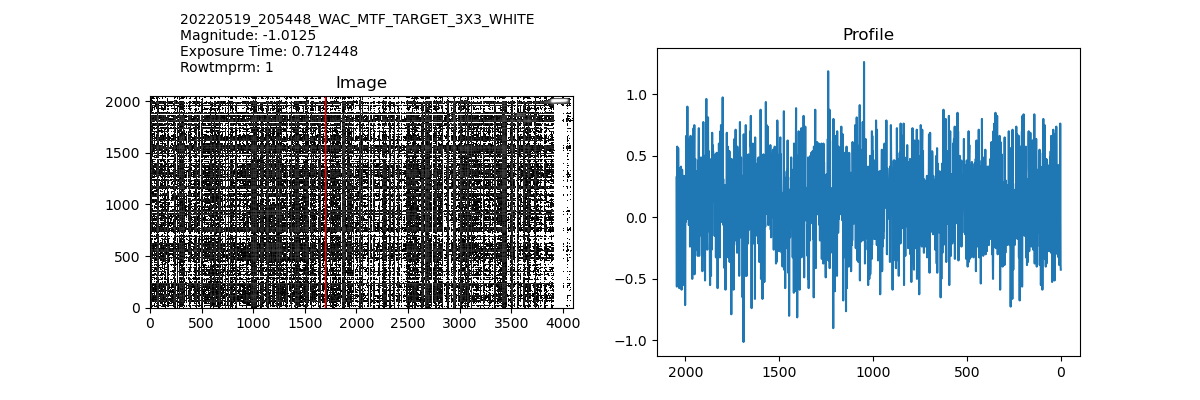 20220519_205448_WAC_MTF_TARGET_3X3_WHITE
Magnitude: -1.0125
Exposure Time: 0.712448
Rowtmprm: 1
Image
2000
1500
1000
500
0
0 500 1000 1500 2000 2500 3000 3500 4000
Profile
1.0
0.5
0.0
−0.5
−1.0
2000 1500 1000 500 0